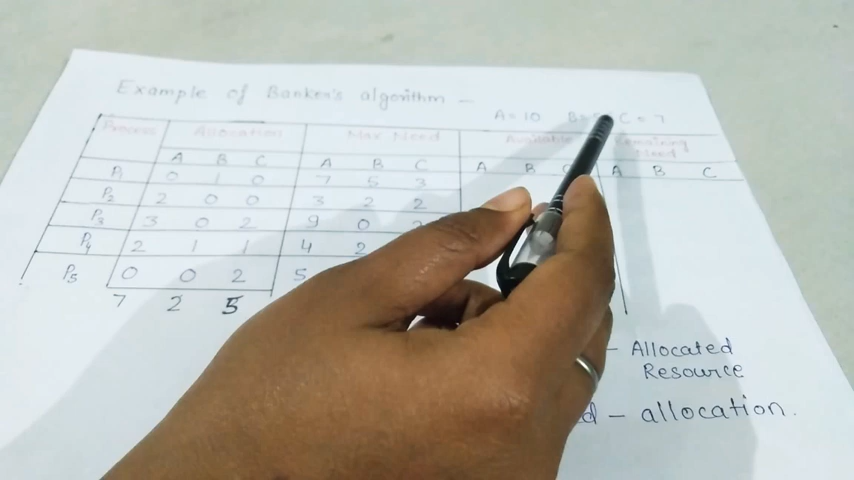 Example of Banker's algorithm -
A = 10 B = 5 C = 7
Process Allocation Max Need Available Remaining Need
A B C A B C A B C A B C
P1 0 1 0 7 5 3
P2 2 0 0 3 2 2
P3 3 0 2 9 0
P4 2 1 1 4 2
P5 0 0 2 5
7 2 5
- Allocated
Resource
- allocation.